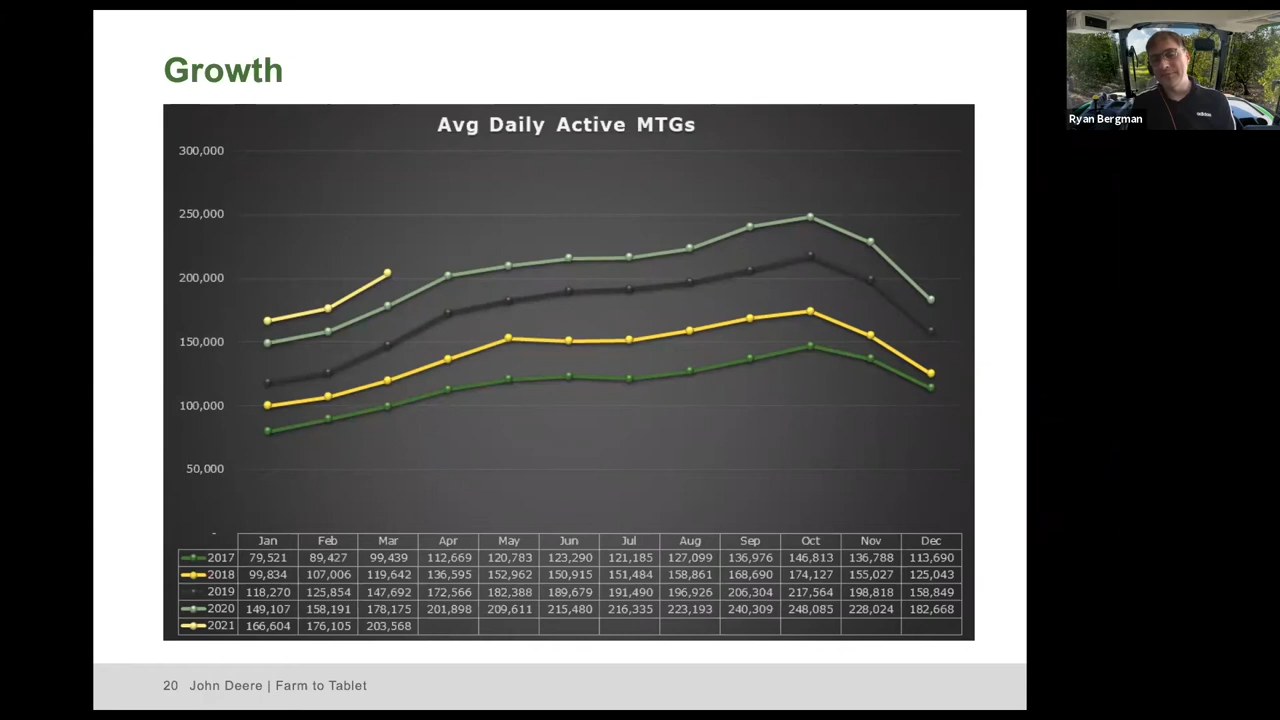 Growth
Avg Daily Active MTGs
300,000
250,000
200,000
150,000
100,000
50,000
-
Jan Feb Mar Apr May Jun Jul Aug Sep Oct Nov Dec
2017 79,521 89,427 99,439 112,669 120,783 123,290 121,185 127,099 136,976 146,813 136,788 113,690
2018 99,834 107,006 119,642 136,595 152,962 150,915 151,484 158,861 168,690 174,127 155,027 125,043
2019 118,270 125,854 147,692 172,566 182,388 189,679 191,490 196,926 206,304 217,564 198,818 158,849
2020 149,107 158,191 178,175 201,898 209,611 215,480 216,335 223,193 240,309 248,085 228,024 182,668
2021 166,604 176,105 203,568
20 John Deere | Farm to Tablet
Ryan Bergman
adidas